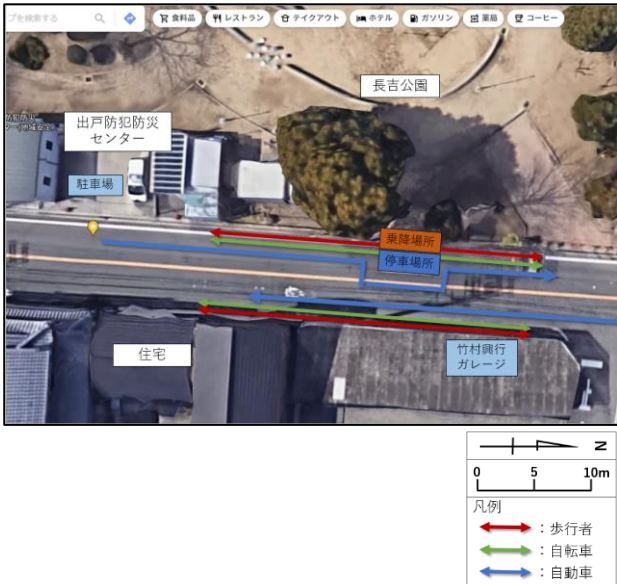 プを検索する
食料品
レストラン
テイクアウト
ホテル
ガソリン
薬局
コーヒー
長吉公園
出戸防犯防災
センター
駐車場
乗降場所
停車場所
住宅
竹村興行
ガレージ
N
0 5 10m
凡例
：歩行者
：自転車
：自動車